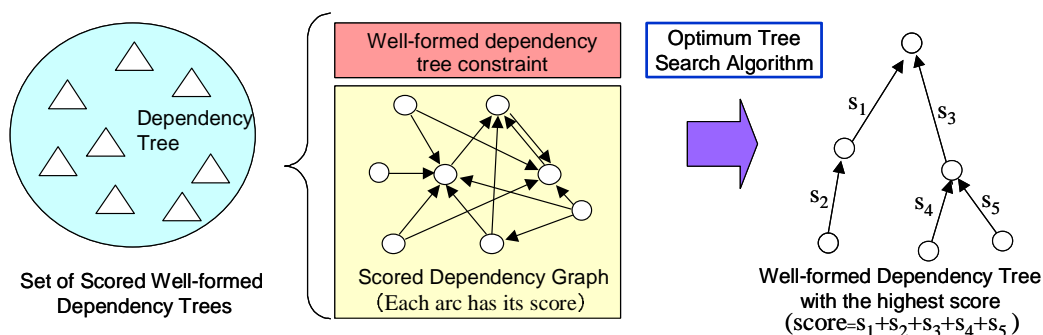 Dependency
Tree
Set of Scored Well-formed
Dependency Trees
Well-formed dependency
tree constraint
Scored Dependency Graph
(Each arc has its score)
Optimum Tree
Search Algorithm
s1
s3
s2
s4
s5
Well-formed Dependency Tree
with the highest score
(score=s1+s2+s3+s4+s5)